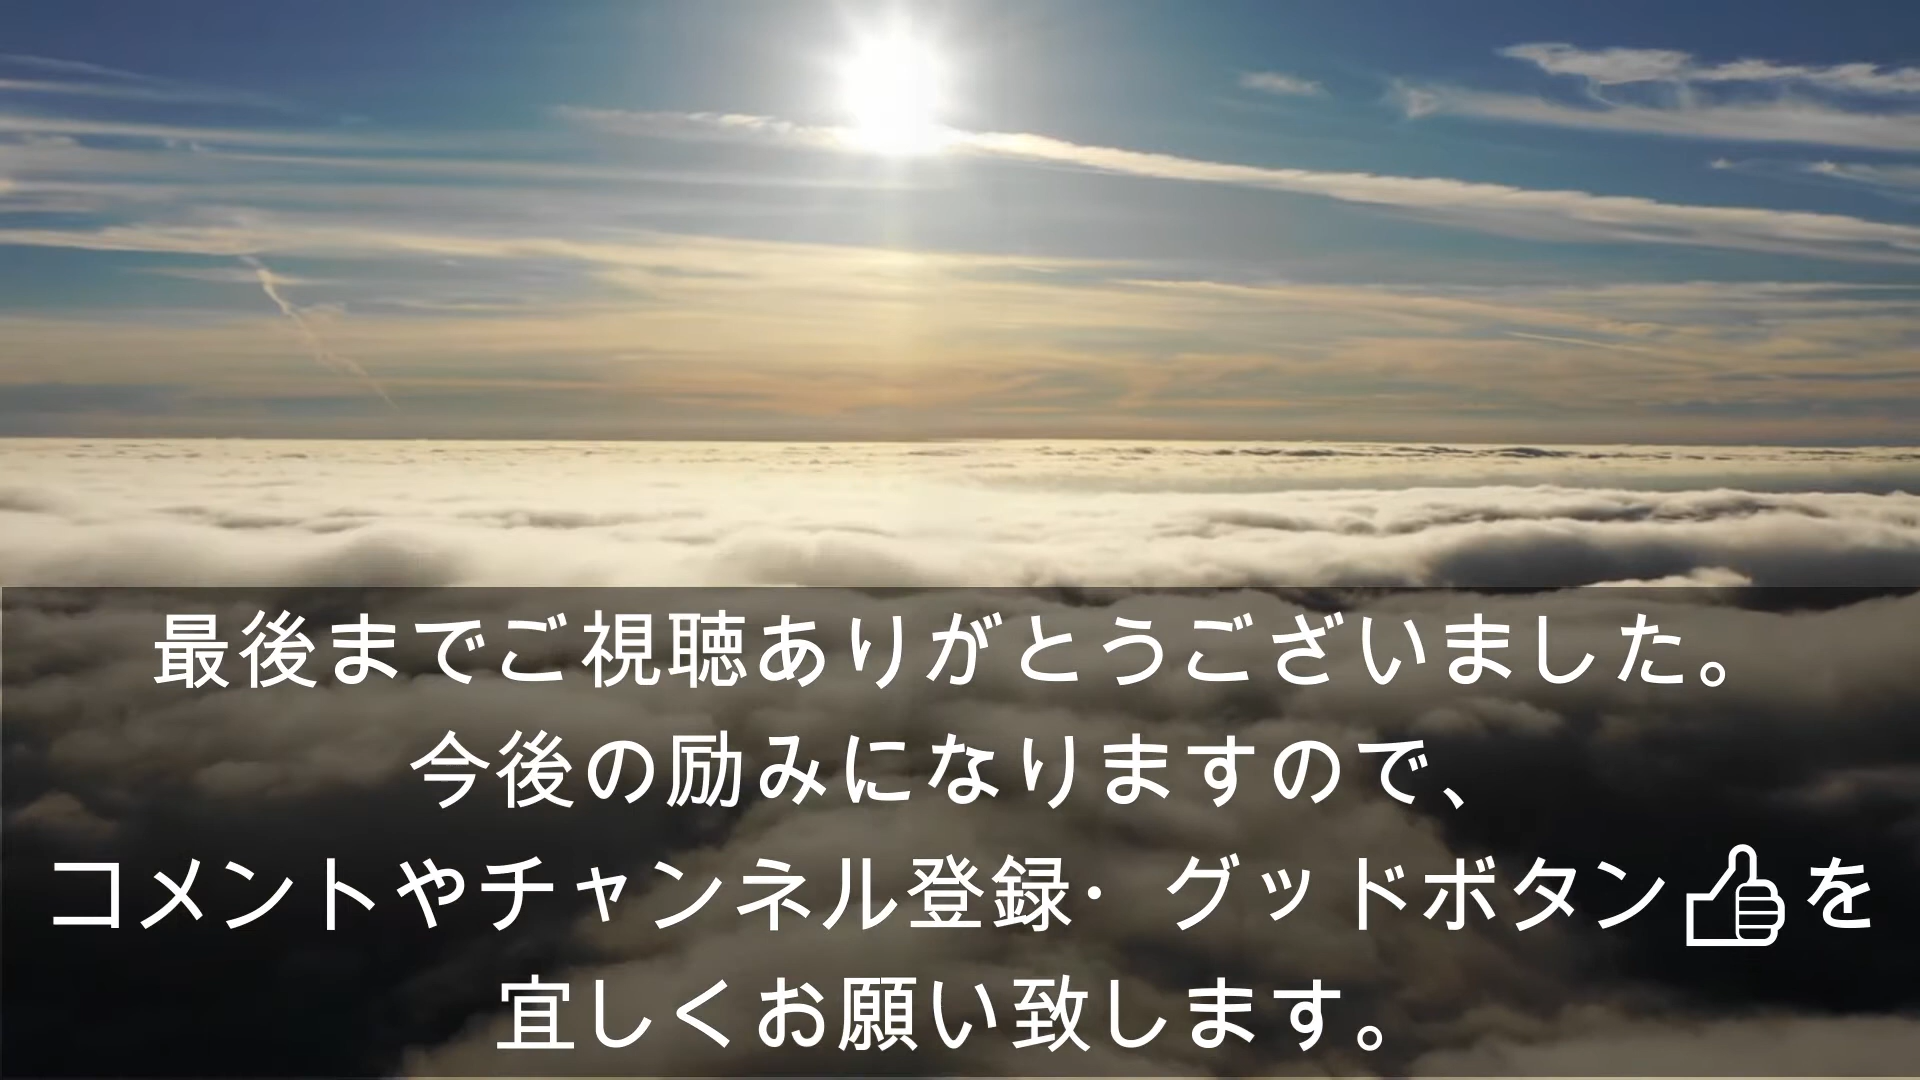 最後までご視聴ありがとうございました。
今後の励みになりますので、
コメントやチャンネル登録・グッドボタン👍を
宜しくお願い致します。